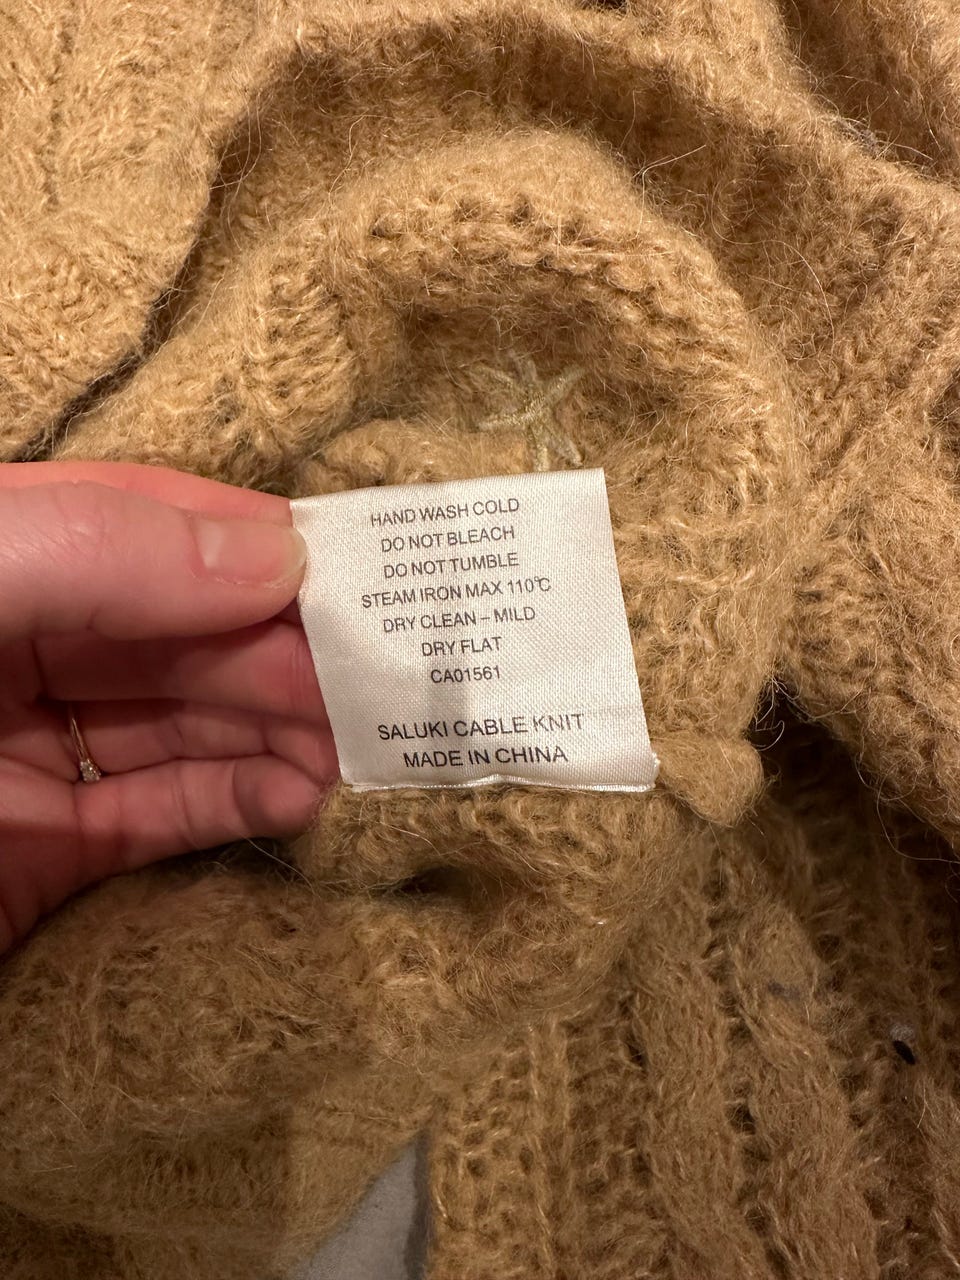 HAND WASH COLD
DO NOT BLEACH
DO NOT TUMBLE
STEAM IRON MAX 110℃
DRY CLEAN – MILD
DRY FLAT
CA01561
SALUKI CABLE KNIT
MADE IN CHINA